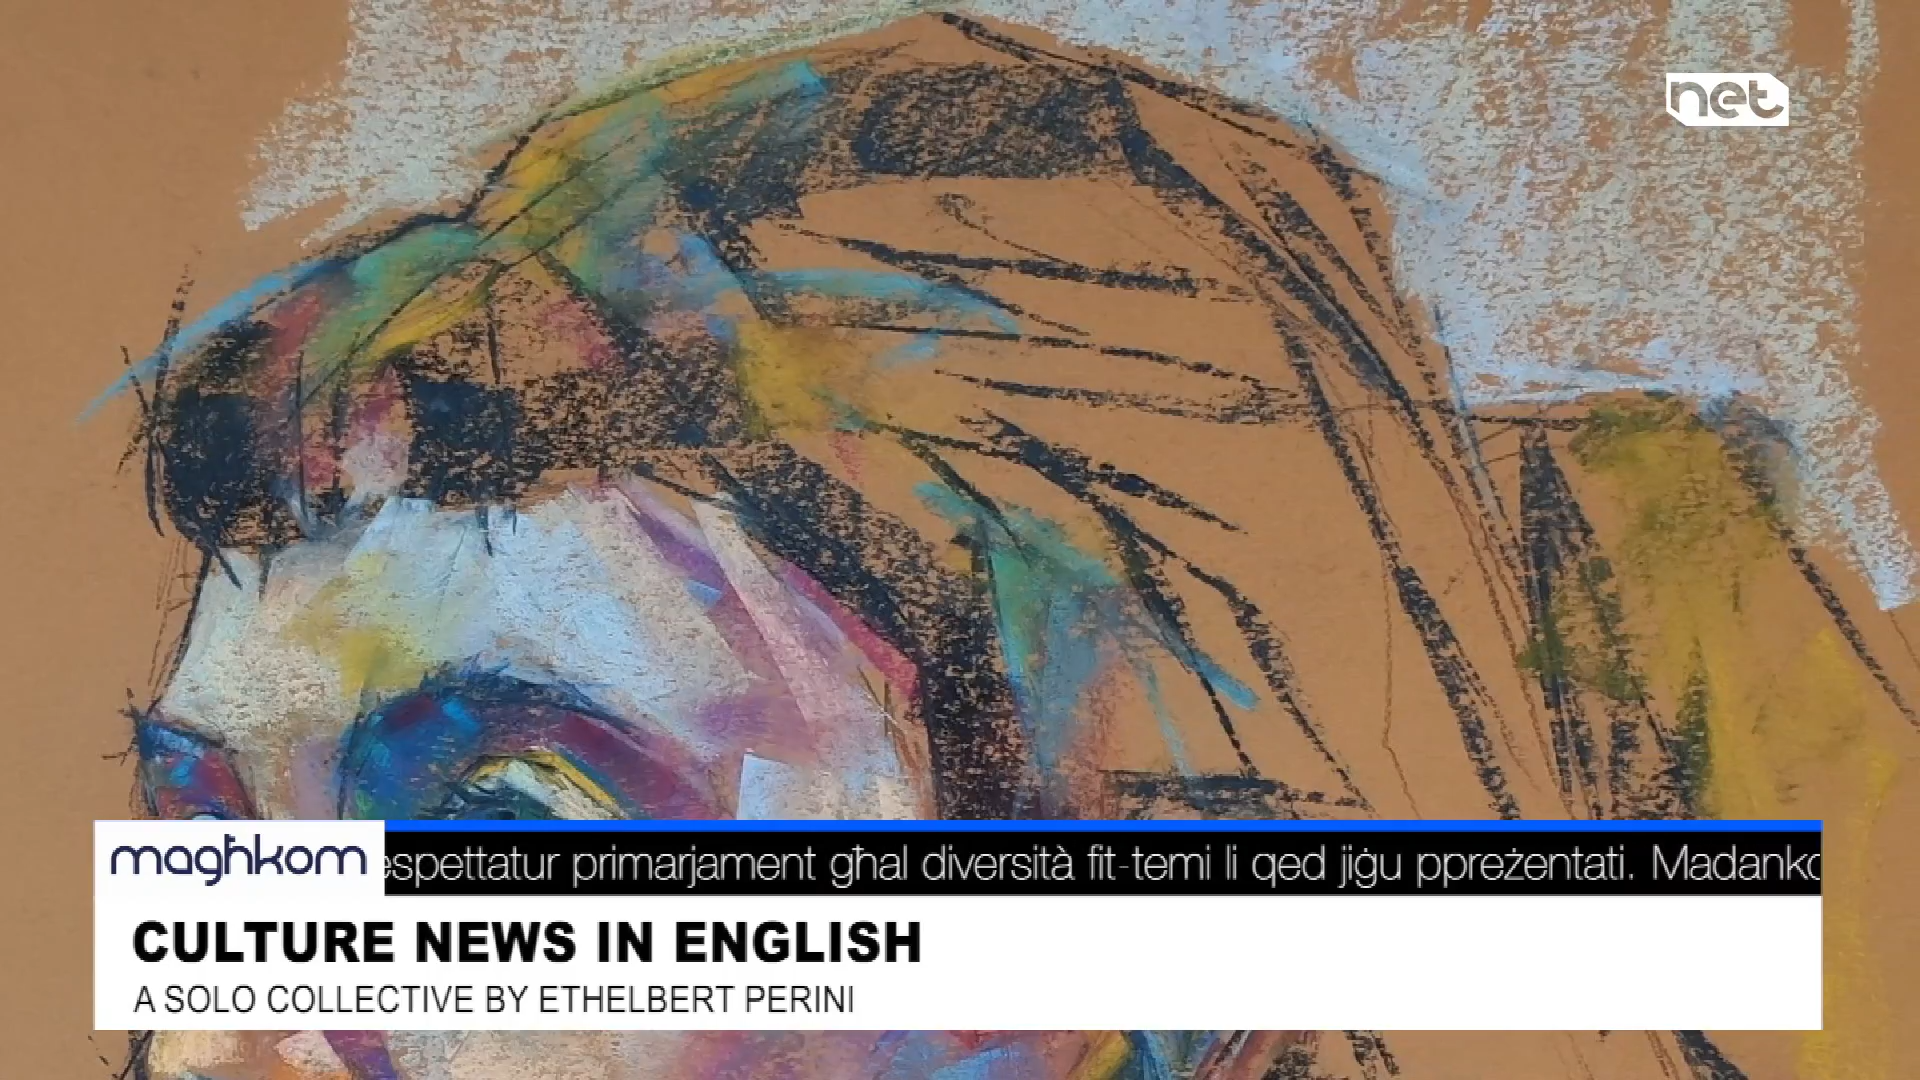 net
magħkom
espettatur primarjament għal diversità fit-temi li qed jiġu ppreżentati. Madankc
CULTURE NEWS IN ENGLISH
A SOLO COLLECTIVE BY ETHELBERT PERINI